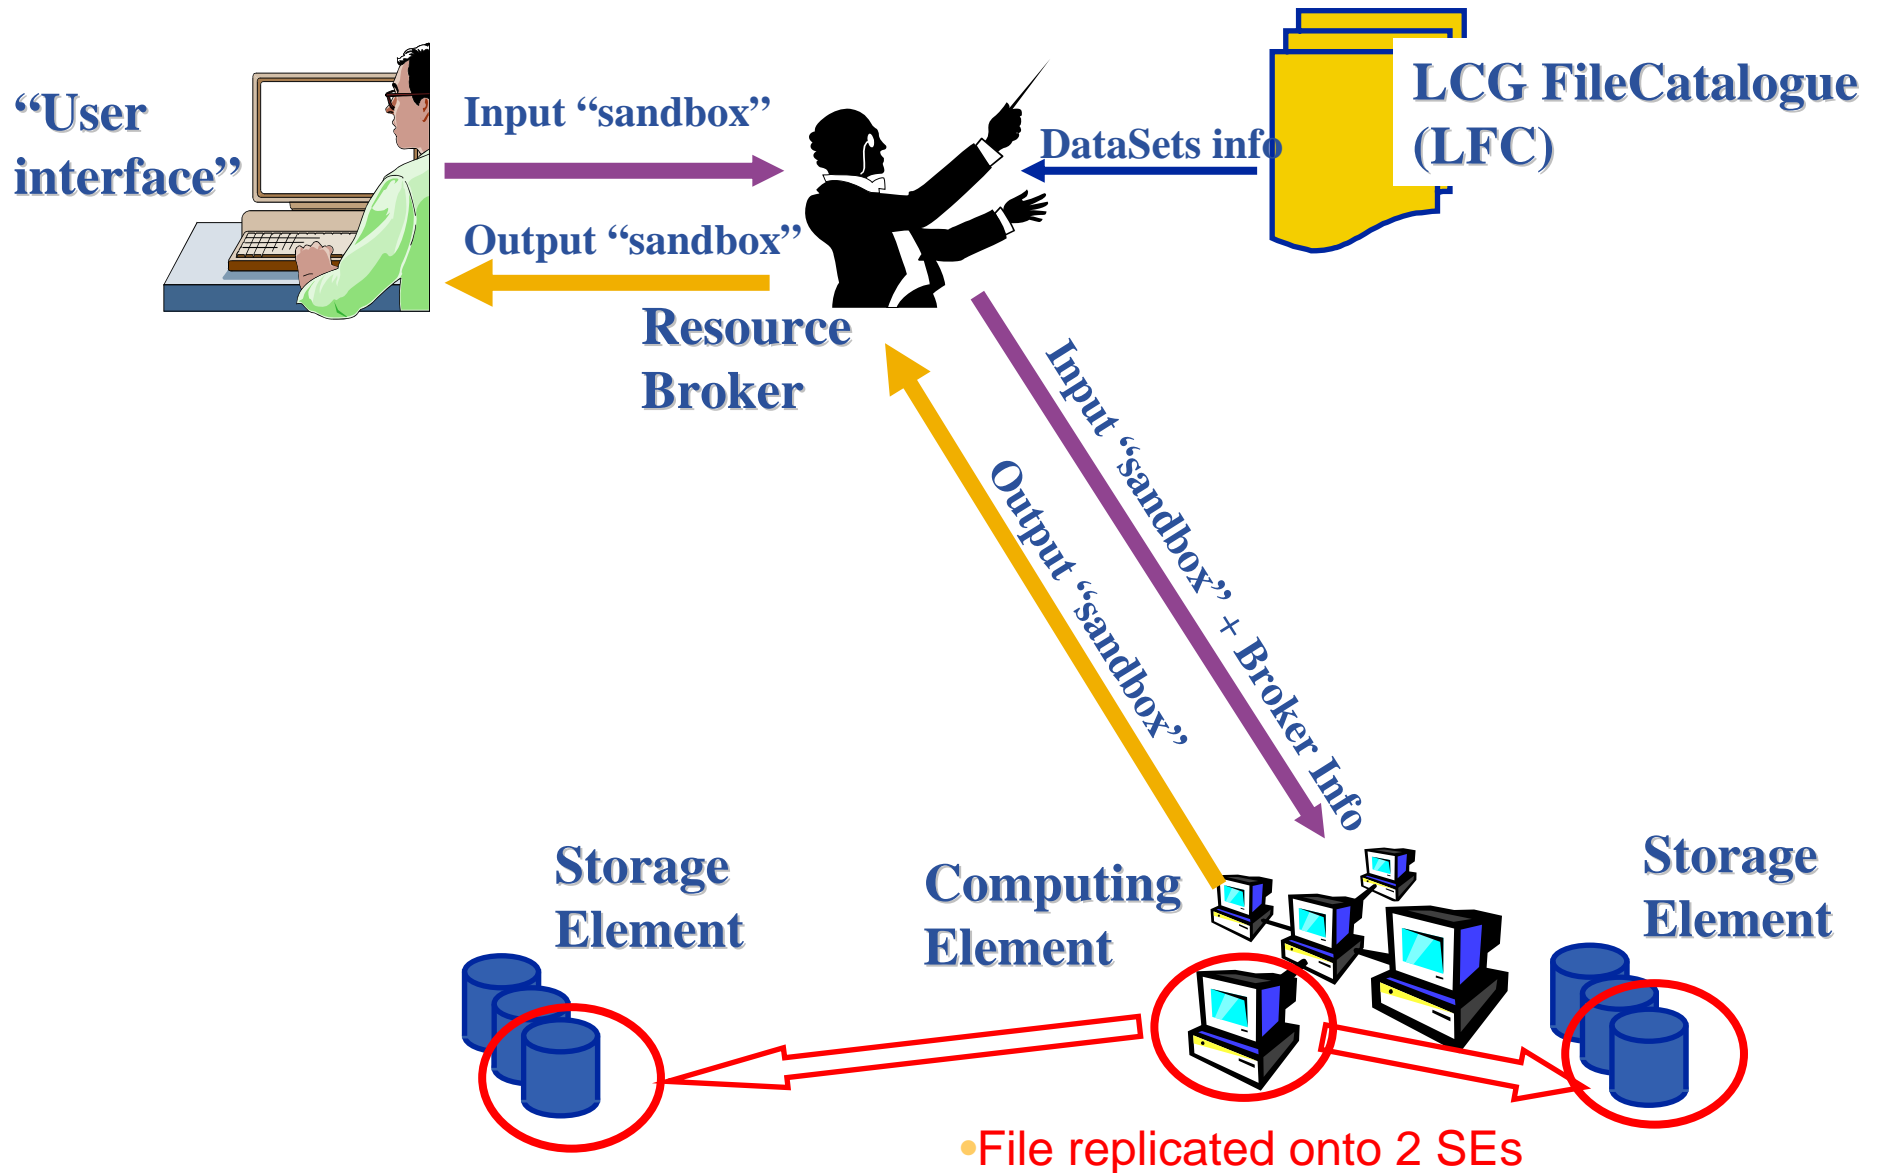 “User
interface”
Input “sandbox”
Output “sandbox”
DataSets info
LCG FileCatalogue
(LFC)
Resource
Broker
Input “sandbox” + Broker Info
Output “sandbox”
Storage
Element
Computing
Element
Storage
Element
•File replicated onto 2 SEs